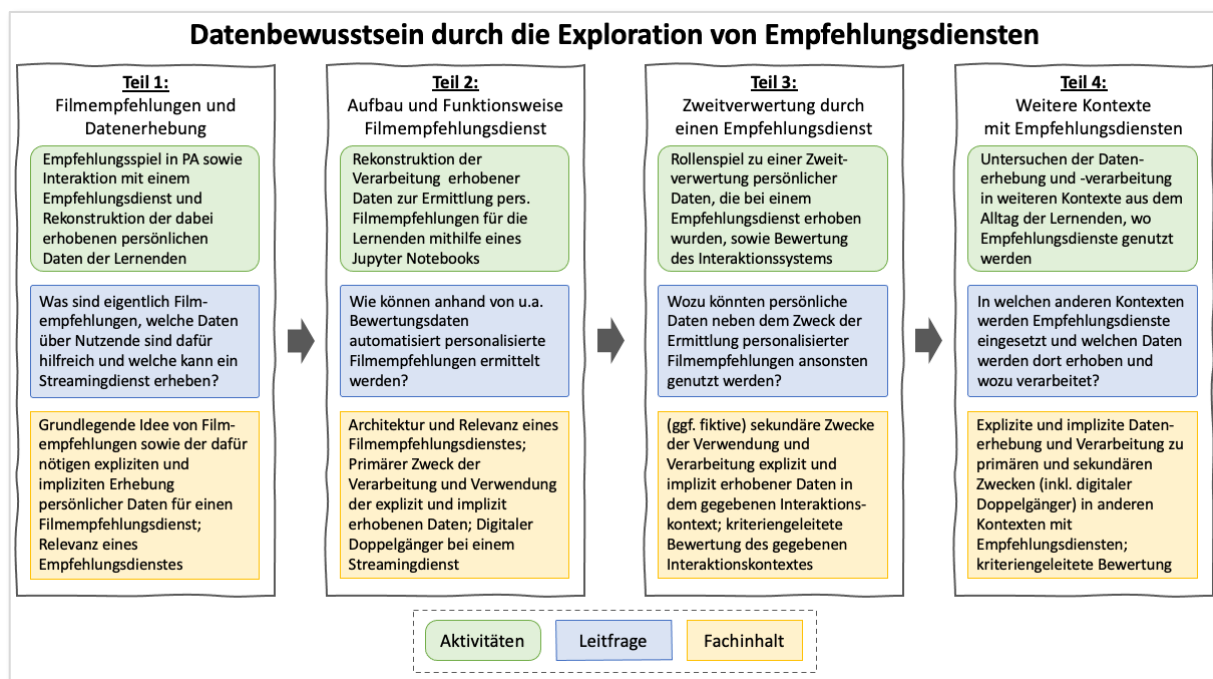 Datenbewusstsein durch die Exploration von Empfehlungsdiensten
Teil 1:
Filmempfehlungen und
Datenerhebung
Empfehlungsspiel in PA sowie
Interaktion mit einem
Empfehlungsdienst und
Rekonstruktion der dabei
erhobenen persönlichen
Daten der Lernenden
Was sind eigentlich Film-
empfehlungen, welche Daten
über Nutzende sind dafür
hilfreich und welche kann ein
Streamingdienst erheben?
Grundlegende Idee von Film-
empfehlungen sowie der dafür
nötigen expliziten und
impliziten Erhebung
persönlicher Daten für einen
Filmempfehlungsdienst;
Relevanz eines
Empfehlungsdienstes
Teil 2:
Aufbau und Funktionsweise
Filmempfehlungsdienst
Rekonstruktion der
Verarbeitung erhobener
Daten zur Ermittlung pers.
Filmempfehlungen für die
Lernenden mithilfe eines
Jupyter Notebooks
Wie können anhand von u.a.
Bewertungsdaten
automatisiert personalisierte
Filmempfehlungen ermittelt
werden?
Architektur und Relevanz eines
Filmempfehlungsdienstes;
Primärer Zweck der
Verarbeitung und Verwendung
der explizit und implizit
erhobenen Daten; Digitaler
Doppelgänger bei einem
Streamingdienst
Teil 3:
Zweitverwertung durch
einen Empfehlungsdienst
Rollenspiel zu einer Zweit-
verwertung persönlicher
Daten, die bei einem
Empfehlungsdienst erhoben
wurden, sowie Bewertung
des Interaktionssystems
Wozu könnten persönliche
Daten neben dem Zweck der
Ermittlung personalisierter
Filmempfehlungen ansonsten
genutzt werden?
(ggf. fiktive) sekundäre Zwecke
der Verwendung und
Verarbeitung explizit und
implizit erhobener Daten in
dem gegebenen Interaktions-
kontext; kriteriengeleitete
Bewertung des gegebenen
Interaktionskontextes
Teil 4:
Weitere Kontexte
mit Empfehlungsdiensten
Untersuchen der Daten-
erhebung und -verarbeitung
in weiteren Kontexte aus dem
Alltag der Lernenden, wo
Empfehlungsdienste genutzt
werden
In welchen anderen Kontexten
werden Empfehlungsdienste
eingesetzt und welchen Daten
werden dort erhoben und
wozu verarbeitet?
Explizite und implizite Daten-
erhebung und Verarbeitung zu
primären und sekundären
Zwecken (inkl. digitaler
Doppelgänger) in anderen
Kontexten mit
Empfehlungsdiensten;
kriteriengeleitete Bewertung
Aktivitäten
Leitfrage
Fachinhalt